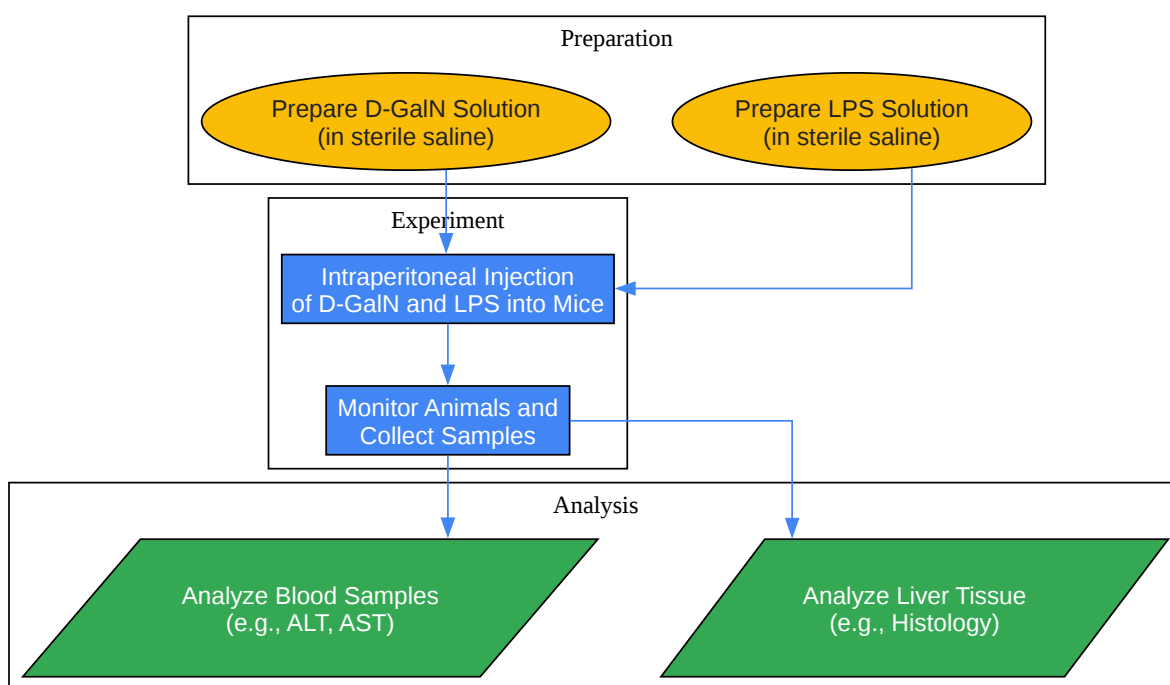 Preparation
Prepare D-GalN Solution
(in sterile saline)
Prepare LPS Solution
(in sterile saline)
Experiment
Intraperitoneal Injection
of D-GalN and LPS into Mice
Monitor Animals and
Collect Samples
Analysis
Analyze Blood Samples
(e.g., ALT, AST)
Analyze Liver Tissue
(e.g., Histology)